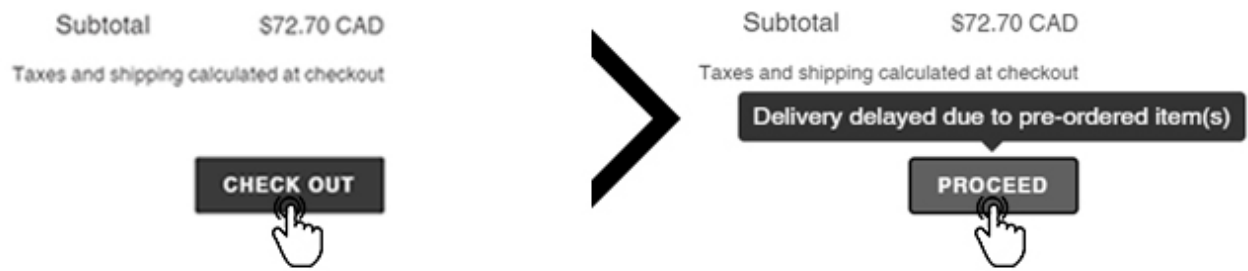 Subtotal $72.70 CAD
Taxes and shipping calculated at checkout
CHECK OUT
Subtotal $72.70 CAD
Taxes and shipping calculated at checkout
Delivery delayed due to pre-ordered item(s)
PROCEED